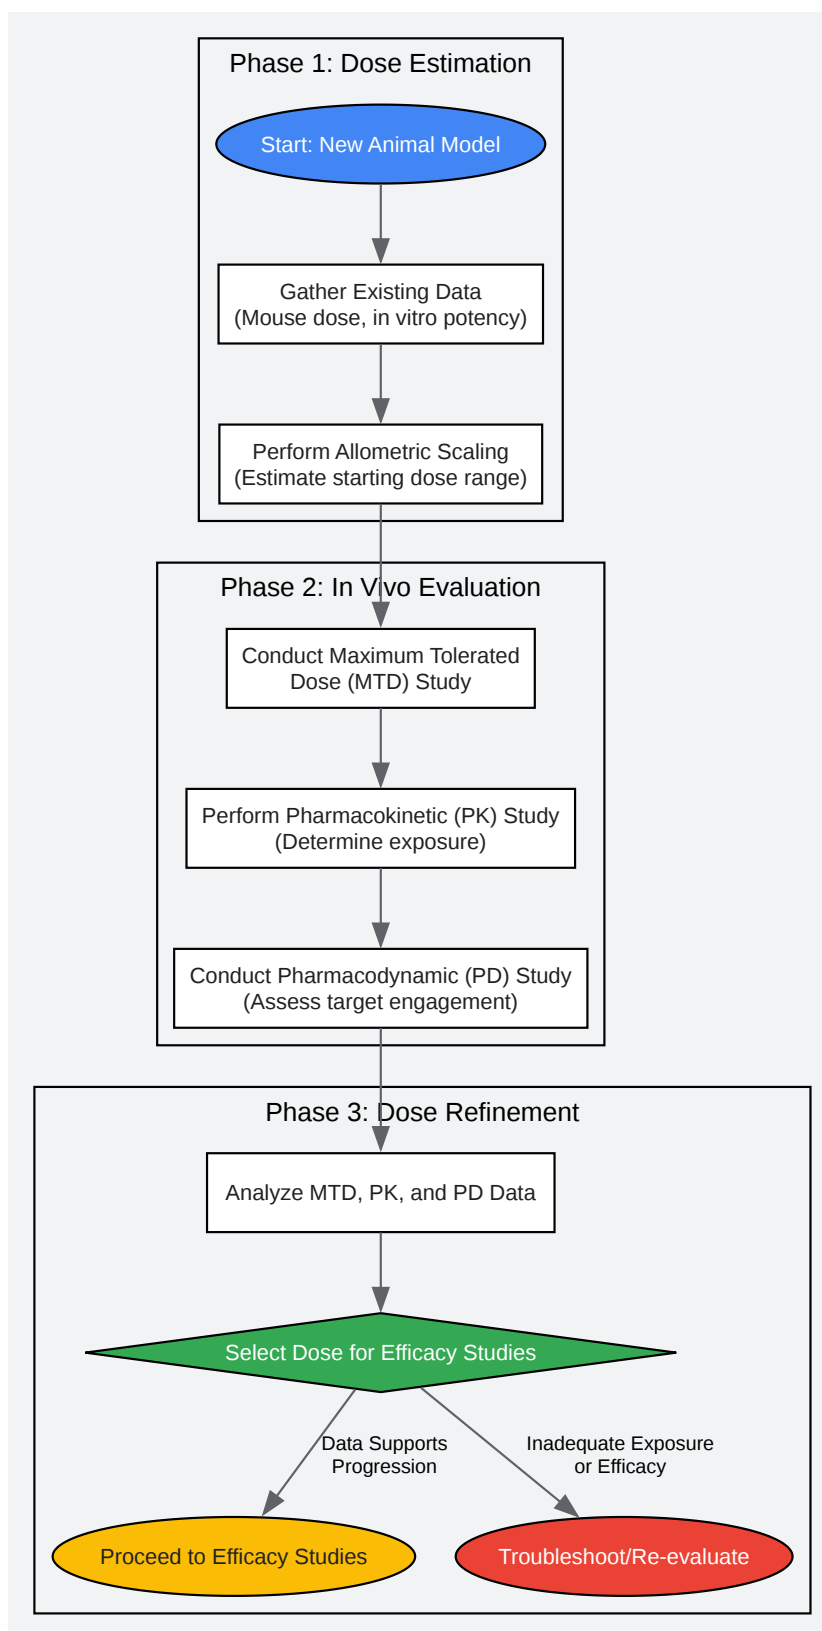 Phase 1: Dose Estimation
Start: New Animal Model
Gather Existing Data
(Mouse dose, in vitro potency)
Perform Allometric Scaling
(Estimate starting dose range)
Phase 2: In Vivo Evaluation
Conduct Maximum Tolerated
Dose (MTD) Study
Perform Pharmacokinetic (PK) Study
(Determine exposure)
Conduct Pharmacodynamic (PD) Study
(Assess target engagement)
Phase 3: Dose Refinement
Analyze MTD, PK, and PD Data
Select Dose for Efficacy Studies
Data Supports
Progression
Inadequate Exposure
or Efficacy
Proceed to Efficacy Studies
Troubleshoot/Re-evaluate